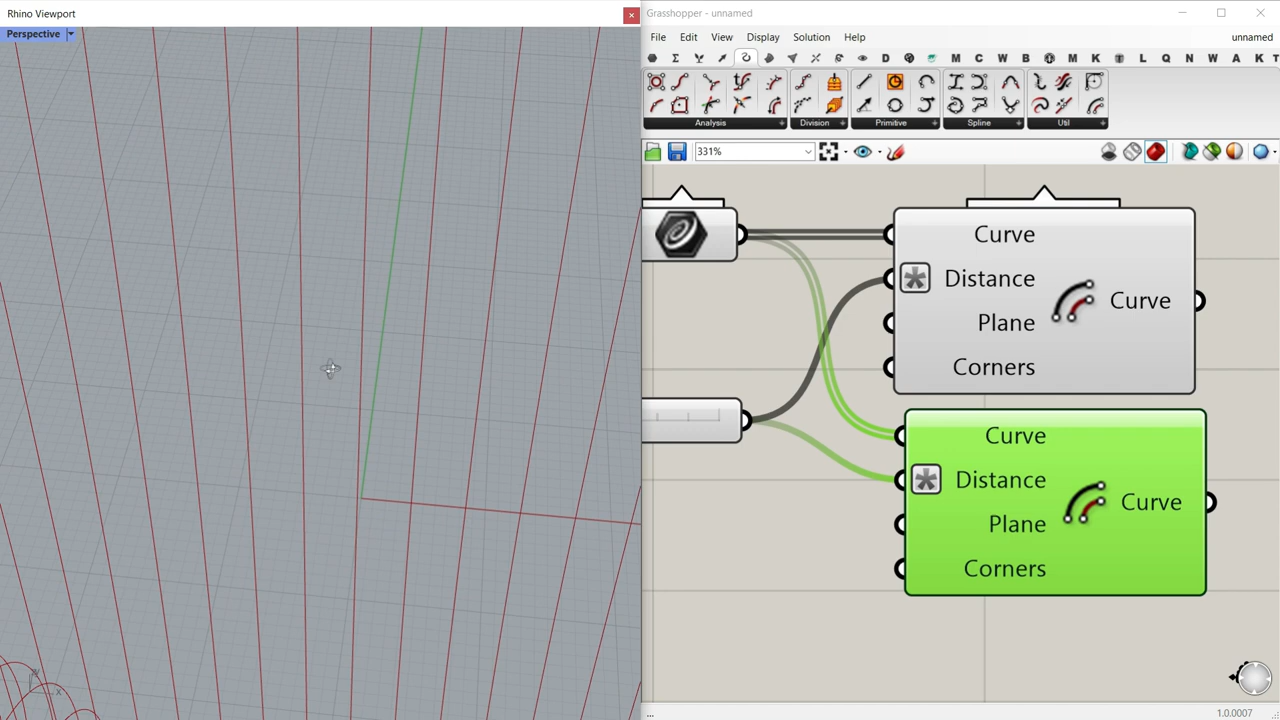 Rhino Viewport
Perspective
x
Grasshopper - unnamed
File Edit View Display Solution Help
unnamed
D M C W B M K L Q N W A K T
Analysis
Division
Primitive
Spline
Util
331%
Curve
Distance
Plane
Corners
Curve
Curve
Distance
Plane
Corners
Curve
...
1.0.0007